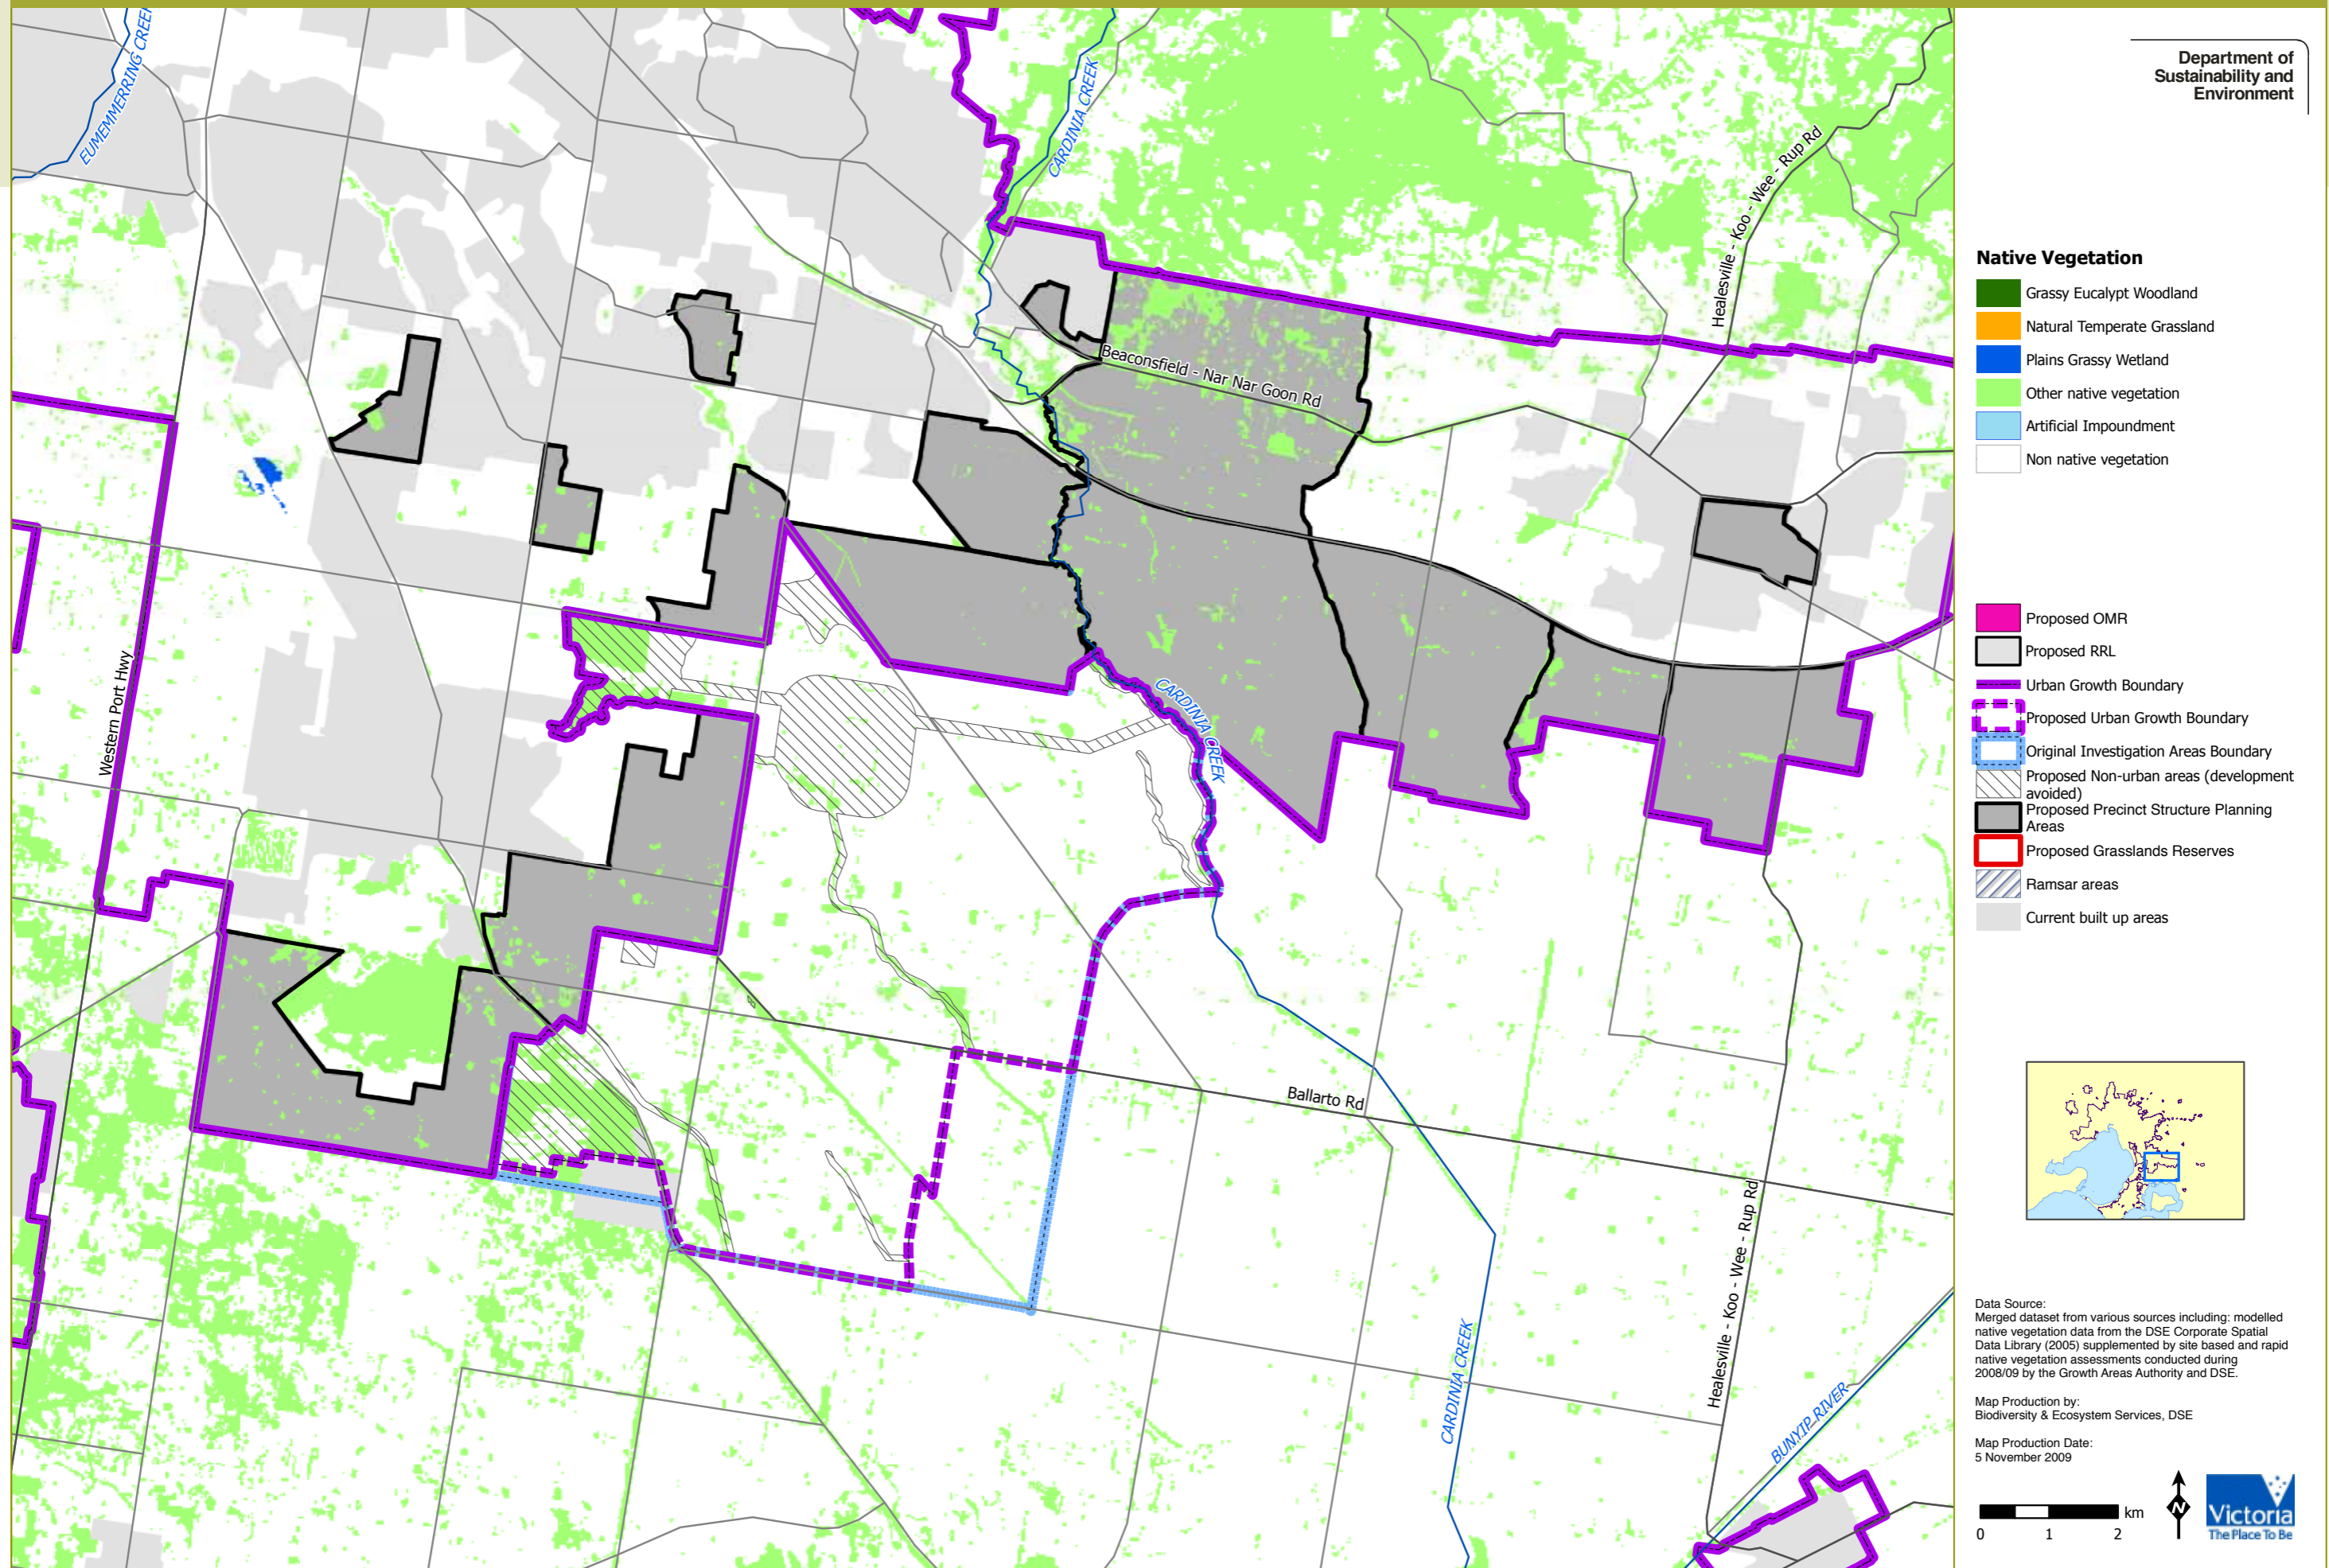 EUMEMMERRING CREEK
CARDINIA CREEK
Healesville - Koo - Wee - Rup Rd
Beaconsfield - Nar Nar Goon Rd
Western Port Hwy
CARDINIA CREEK
Ballarto Rd
Healesville - Koo - Wee - Rup Rd
CARDINIA CREEK
BUNYIP RIVER
Department of
Sustainability and
Environment
Native Vegetation
Grassy Eucalypt Woodland
Natural Temperate Grassland
Plains Grassy Wetland
Other native vegetation
Artificial Impoundment
Non native vegetation
Proposed OMR
Proposed RRL
Urban Growth Boundary
Proposed Urban Growth Boundary
Original Investigation Areas Boundary
Proposed Non-urban areas (development
avoided)
Proposed Precinct Structure Planning
Areas
Proposed Grasslands Reserves
Ramsar areas
Current built up areas
Data Source:
Merged dataset from various sources including: modelled
native vegetation data from the DSE Corporate Spatial
Data Library (2005) supplemented by site based and rapid
native vegetation assessments conducted during
2008/09 by the Growth Areas Authority and DSE.
Map Production by:
Biodiversity & Ecosystem Services, DSE
Map Production Date:
5 November 2009
km
0 1 2
N
Victoria
The Place To Be